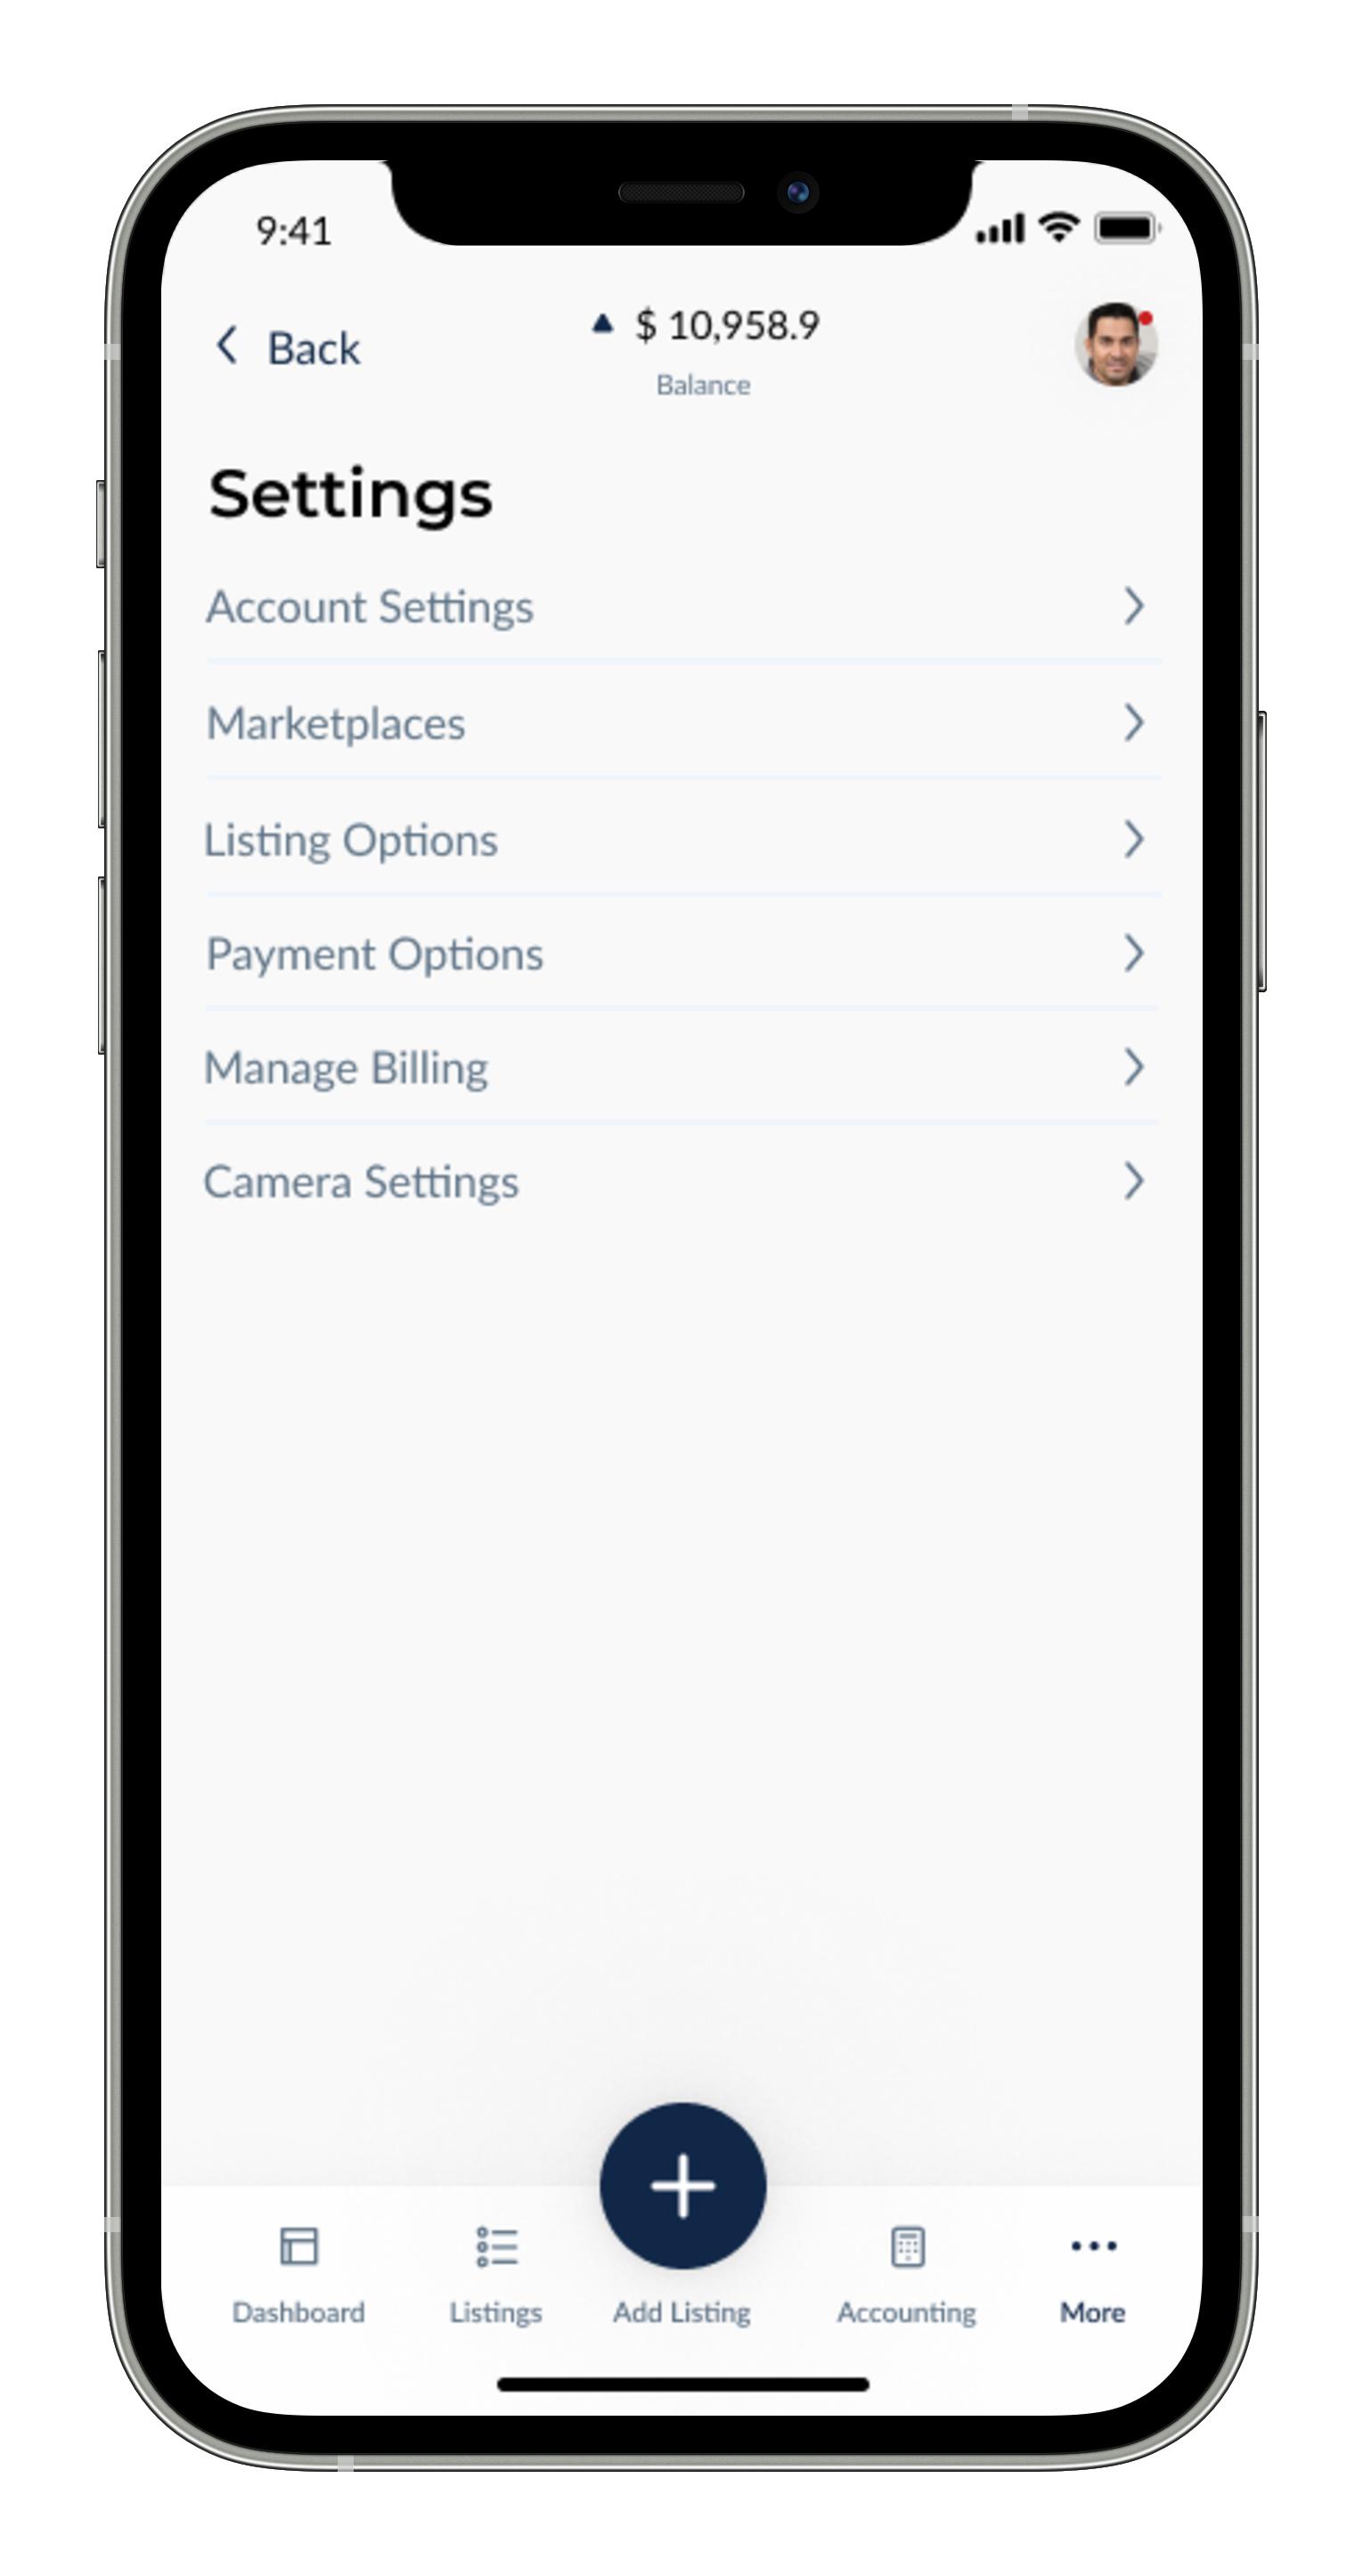 9:41
Back
$ 10,958.9
Balance
Settings
Account Settings
Marketplaces
Listing Options
Payment Options
Manage Billing
Camera Settings
Dashboard
Listings
Add Listing
Accounting
More